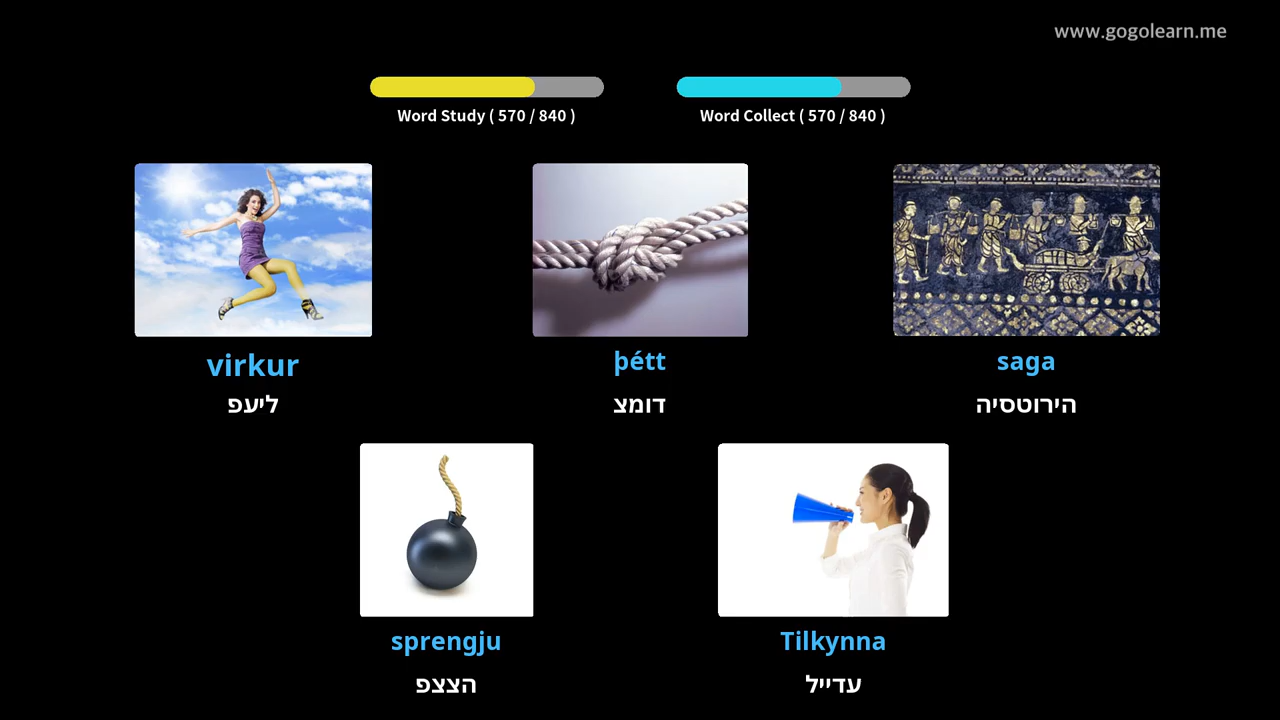 www.gogolearn.me
Word Study ( 570 / 840 )
Word Collect ( 570 / 840 )
virkur
ליעפ
þétt
דומצ
saga
הירוטסיה
sprengju
הצצפ
Tilkynna
עדייל